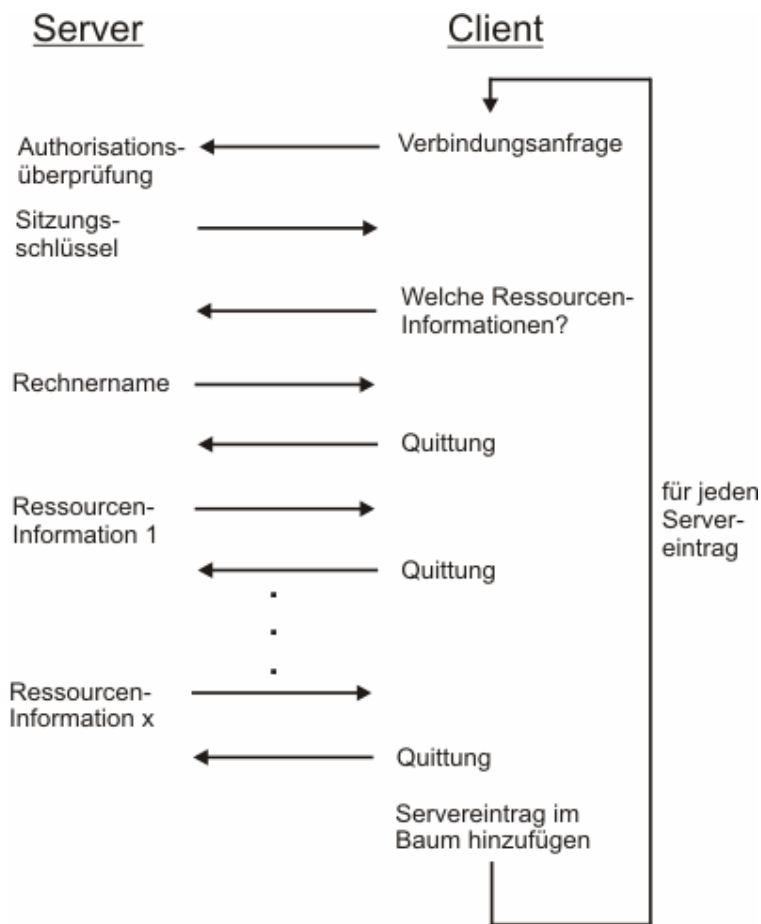 Server
Client
Verbindungsanfrage
Authorisations-
überprüfung
Sitzungs-
schlüssel
Welche Ressourcen-
Informationen?
Rechnername
Quittung
Ressourcen-
Information 1
für jeden
Server-
eintrag
Quittung
Ressourcen-
Information x
Quittung
Servereintrag im
Baum hinzufügen